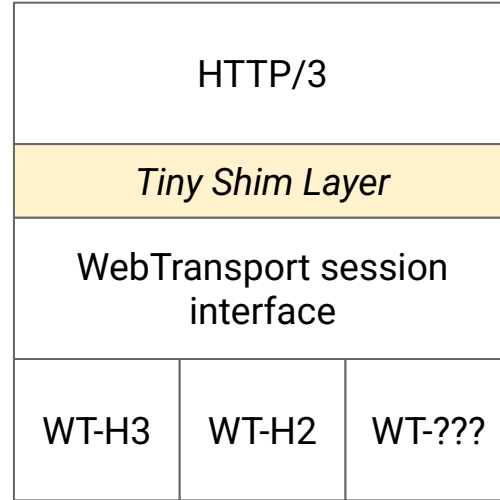 HTTP/3
Tiny Shim Layer
WebTransport session
interface
WT-H3 WT-H2 WT-???